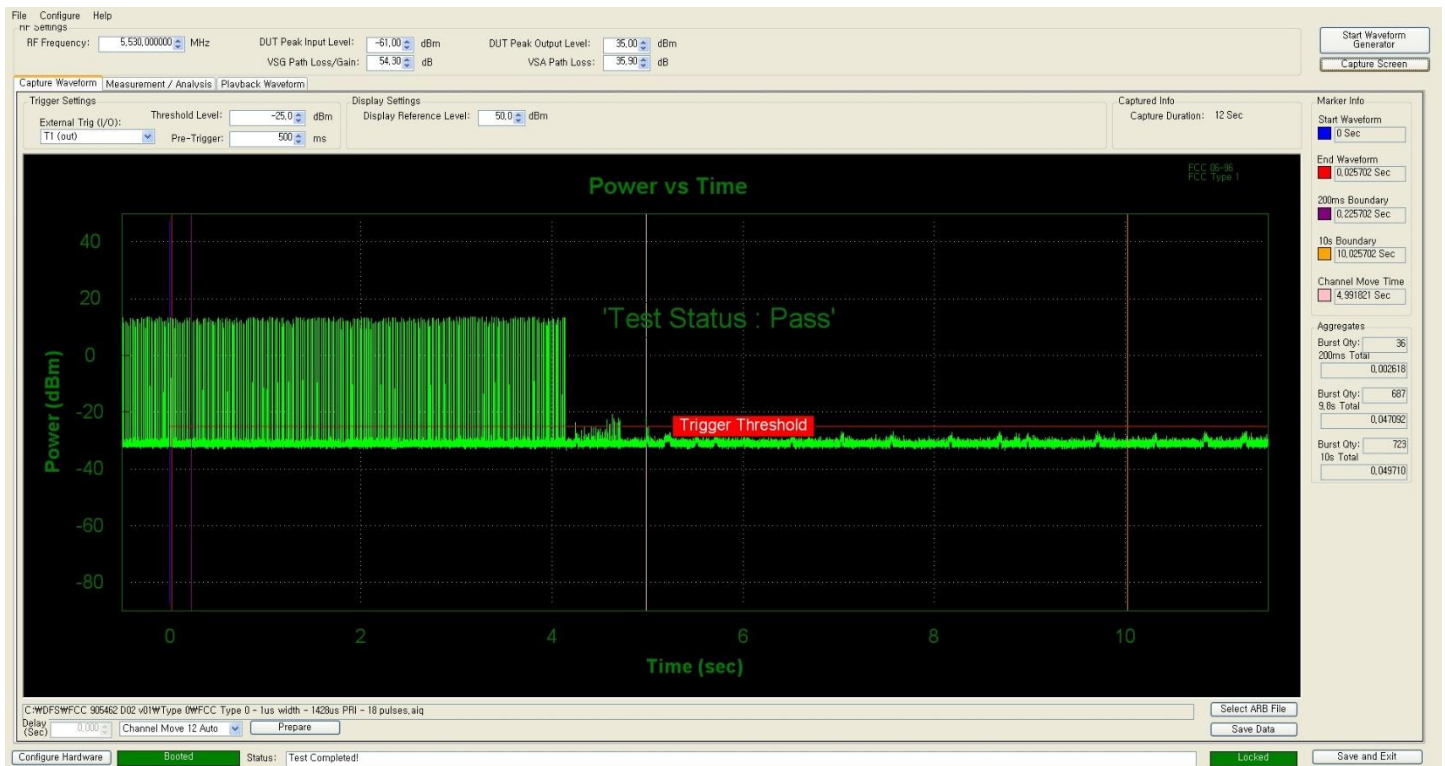 File Configure Help
RF Settings
RF Frequency: 5,530,000000 MHz DUT Peak Input Level: -61,00 dBm DUT Peak Output Level: 35,00 dBm
VSG Path Loss/Gain: 54,30 dB VSA Path Loss: 35,90 dB
Start Waveform Generator
Capture Screen
Capture Waveform Measurement / Analysis Playback Waveform
Trigger Settings
External Trig (I/O): Threshold Level: -25,0 dBm
T1 (out) Pre-Trigger: 500 ms
Display Settings
Display Reference Level: 50,0 dBm
Captured Info
Capture Duration: 12 Sec
Power vs Time
FCC 06-96
FCC Type 1
40
20
0
-20
-40
-60
-80
Power (dBm)
'Test Status : Pass'
Trigger Threshold
0 2 4 6 8 10
Time (sec)
Marker Info
Start Waveform
0 Sec
End Waveform
0,025702 Sec
200ms Boundary
0,225702 Sec
10s Boundary
10,025702 Sec
Channel Move Time
4,991821 Sec
Aggregates
Burst Qty: 36
200ms Total
0,002618
Burst Qty: 687
9,8s Total
0,047092
Burst Qty: 723
10s Total
0,049710
C:₩DFS₩FCC 905462 D02 v01₩Type 0₩FCC Type 0 - 1us width - 1428us PRI - 18 pulses,aiq
Select ARB File
Delay (Sec) 0,000 Channel Move 12 Auto Prepare
Save Data
Configure Hardware Booted Status: Test Completed! Locked Save and Exit